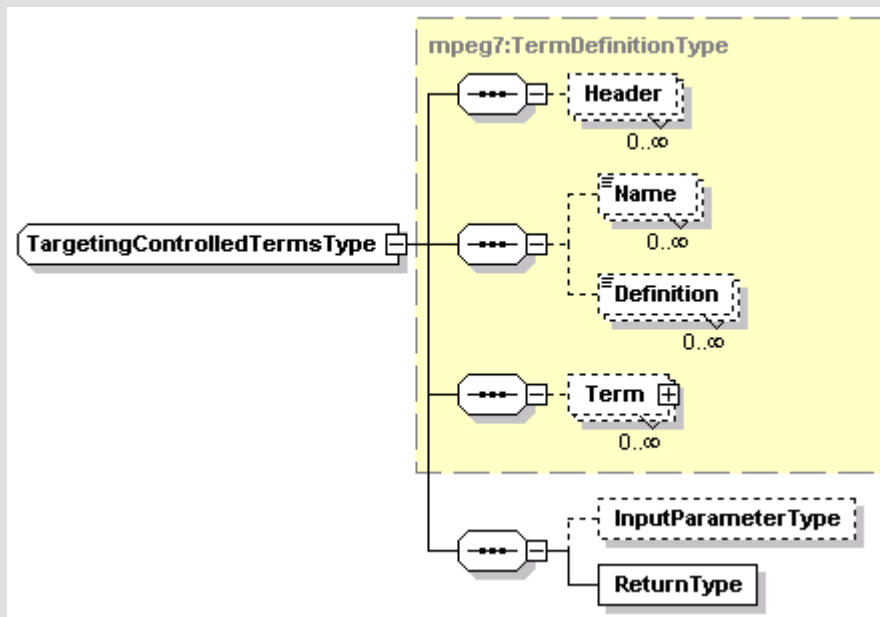 mpeg7:TermDefinitionType
Header
0..∞
Name
0..∞
TargetingControlledTermsType
Definition
0..∞
Term
0..∞
InputParameterType
ReturnType